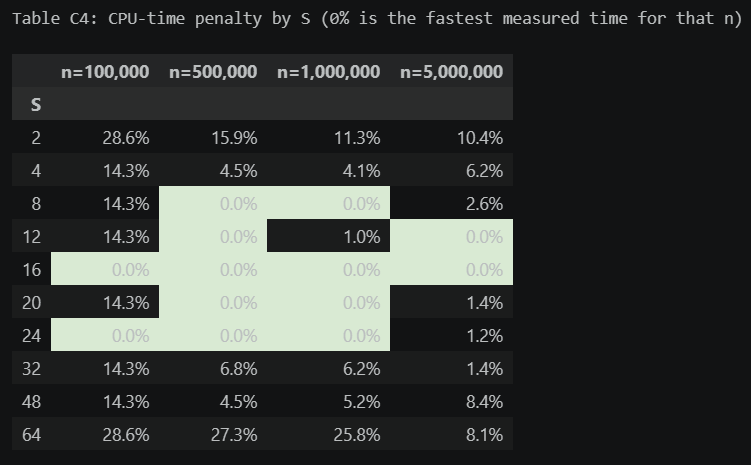 Table C4: CPU-time penalty by S (0% is the fastest measured time for that n)
n=100,000 n=500,000 n=1,000,000 n=5,000,000
S
2 28.6% 15.9% 11.3% 10.4%
4 14.3% 4.5% 4.1% 6.2%
8 14.3% 0.0% 0.0% 2.6%
12 14.3% 0.0% 1.0% 0.0%
16 0.0% 0.0% 0.0% 0.0%
20 14.3% 0.0% 0.0% 1.4%
24 0.0% 0.0% 0.0% 1.2%
32 14.3% 6.8% 6.2% 1.4%
48 14.3% 4.5% 5.2% 8.4%
64 28.6% 27.3% 25.8% 8.1%